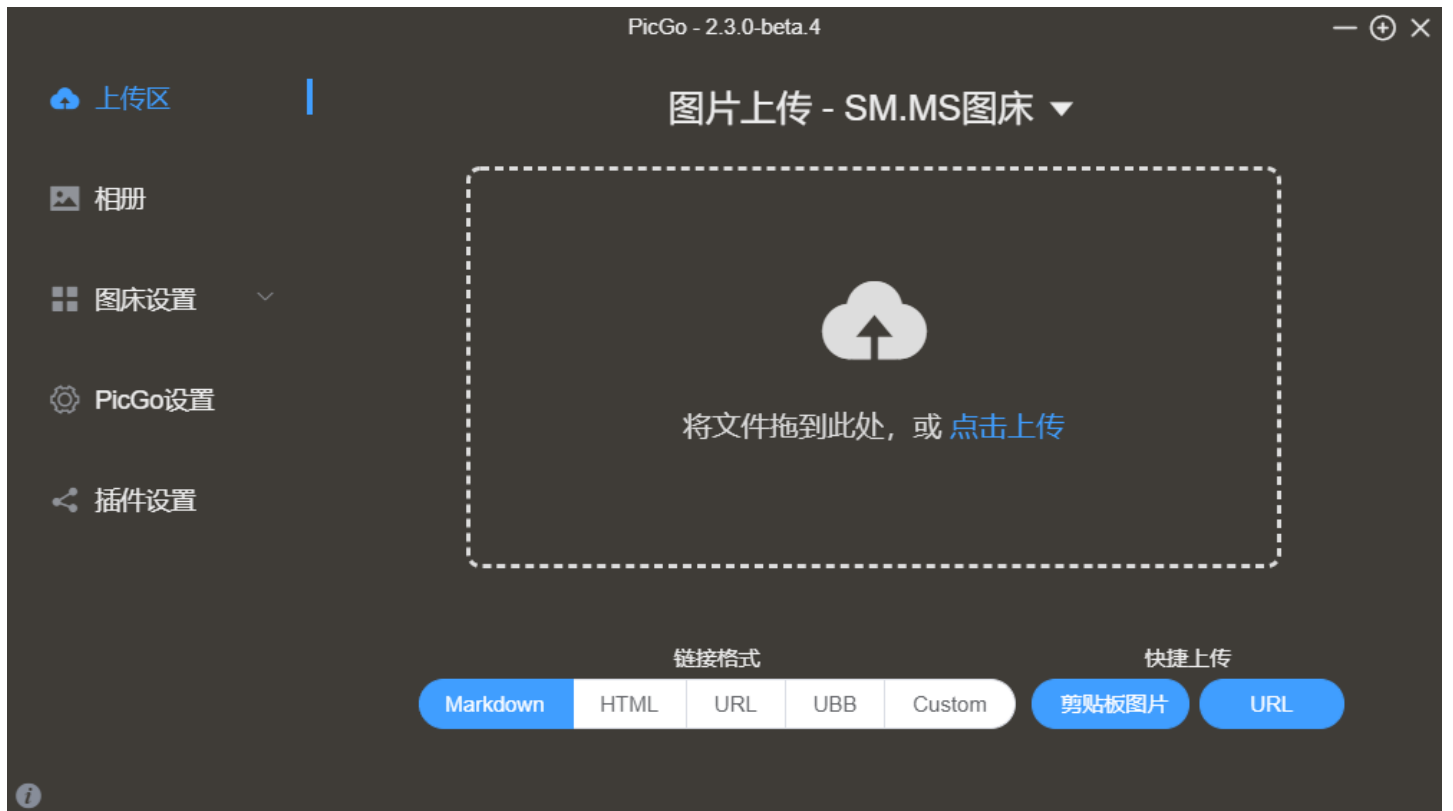 PicGo - 2.3.0-beta.4
上传区
相册
图床设置
PicGo设置
插件设置
图片上传 - SM.MS图床
将文件拖到此处，或 点击上传
链接格式
Markdown HTML URL UBB Custom
快捷上传
剪贴板图片 URL